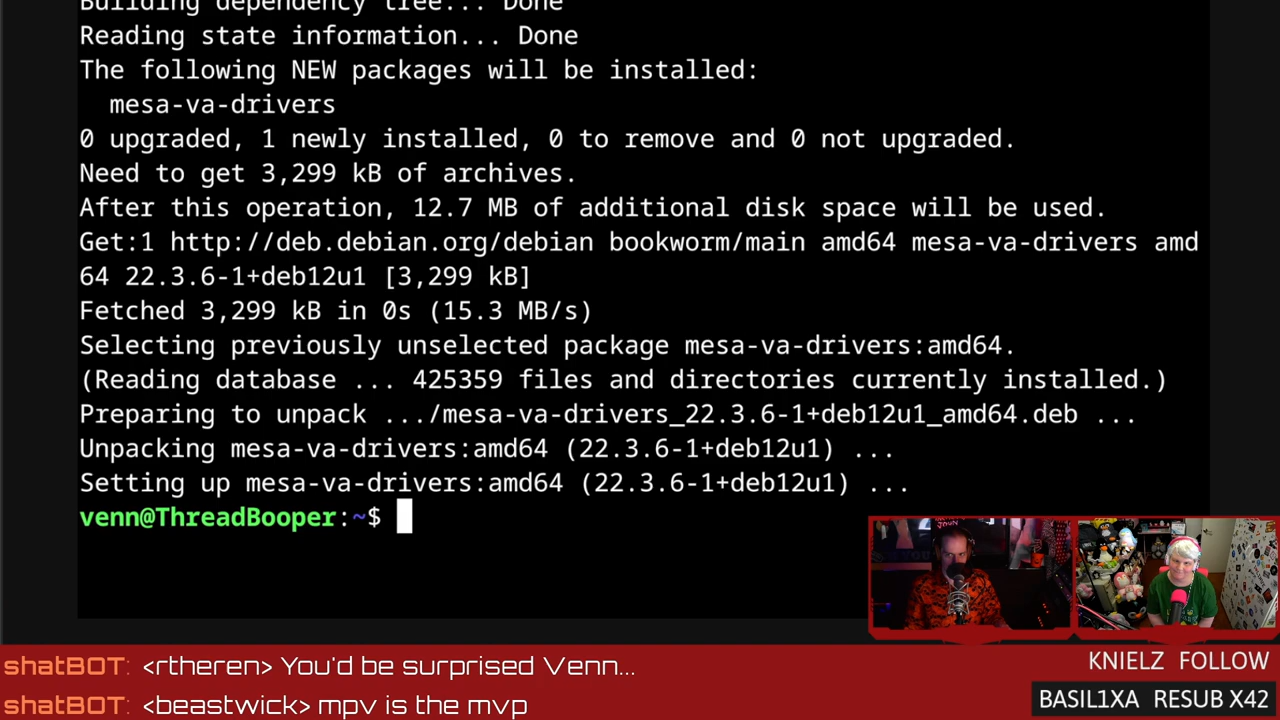 Building dependency tree... Done
Reading state information... Done
The following NEW packages will be installed:
  mesa-va-drivers
0 upgraded, 1 newly installed, 0 to remove and 0 not upgraded.
Need to get 3,299 kB of archives.
After this operation, 12.7 MB of additional disk space will be used.
Get:1 http://deb.debian.org/debian bookworm/main amd64 mesa-va-drivers amd
64 22.3.6-1+deb12u1 [3,299 kB]
Fetched 3,299 kB in 0s (15.3 MB/s)
Selecting previously unselected package mesa-va-drivers:amd64.
(Reading database ... 425359 files and directories currently installed.)
Preparing to unpack .../mesa-va-drivers_22.3.6-1+deb12u1_amd64.deb ...
Unpacking mesa-va-drivers:amd64 (22.3.6-1+deb12u1) ...
Setting up mesa-va-drivers:amd64 (22.3.6-1+deb12u1) ...
venn@ThreadBooper:~$
shatBOT: <rtheren> You'd be surprised Venn...
shatBOT: <beastwick> mpv is the mvp
KNIELZ FOLLOW
BASIL1XA RESUB X42